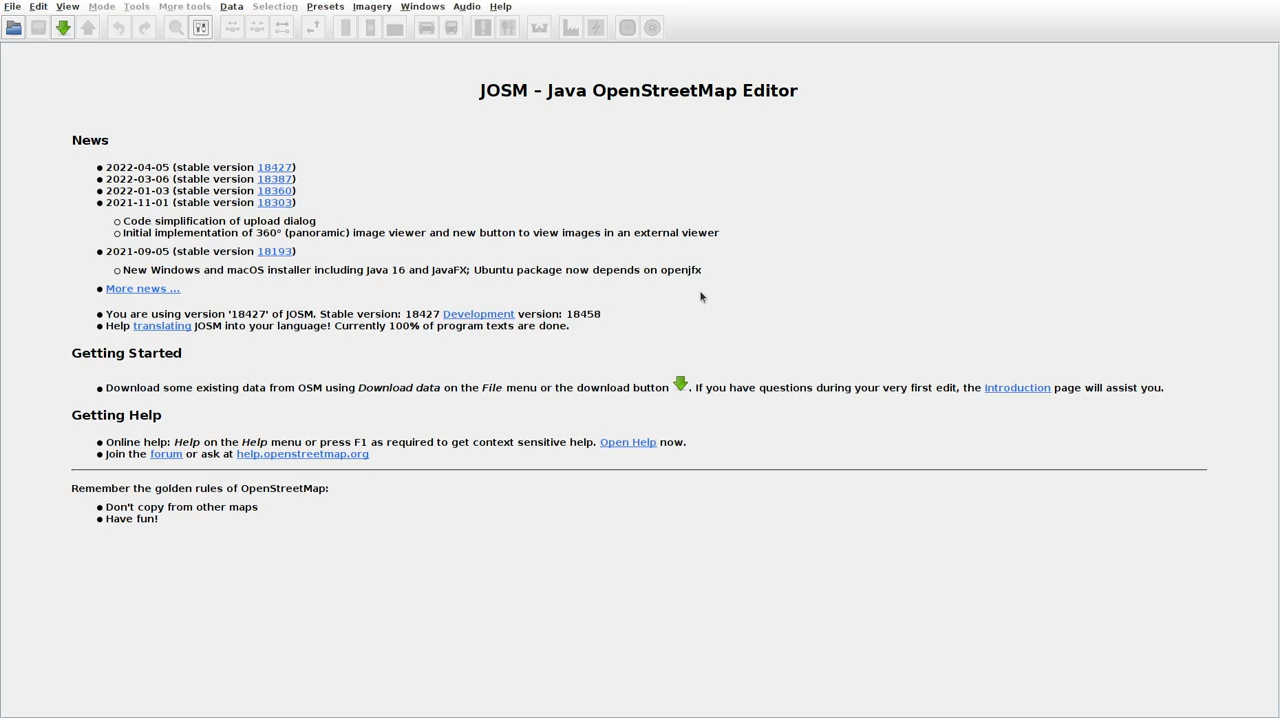 File Edit View Mode Tools More tools Data Selection Presets Imagery Windows Audio Help
JOSM – Java OpenStreetMap Editor
News
● 2022-04-05 (stable version 18427)
● 2022-03-06 (stable version 18387)
● 2022-01-03 (stable version 18360)
● 2021-11-01 (stable version 18303)
○ Code simplification of upload dialog
○ Initial implementation of 360° (panoramic) image viewer and new button to view images in an external viewer
● 2021-09-05 (stable version 18193)
○ New Windows and macOS installer including Java 16 and JavaFX; Ubuntu package now depends on openjfx
● More news ...
● You are using version '18427' of JOSM. Stable version: 18427 Development version: 18458
● Help translating JOSM into your language! Currently 100% of program texts are done.
Getting Started
● Download some existing data from OSM using Download data on the File menu or the download button . If you have questions during your very first edit, the Introduction page will assist you.
Getting Help
● Online help: Help on the Help menu or press F1 as required to get context sensitive help. Open Help now.
● Join the forum or ask at help.openstreetmap.org
Remember the golden rules of OpenStreetMap:
● Don't copy from other maps
● Have fun!